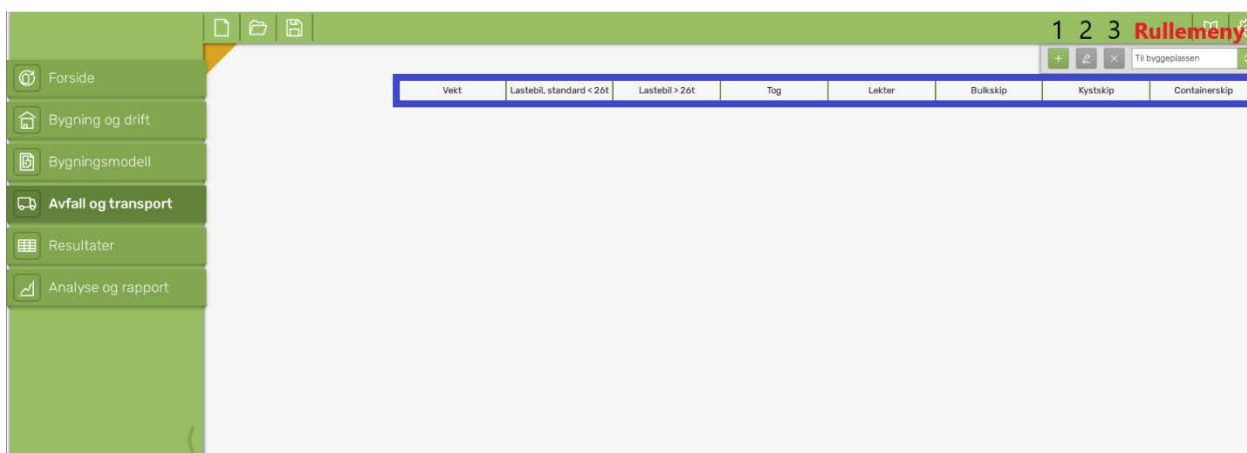 1 2 3 Rullemeny
Til byggeplassen
Forside
Vekt Lastebil, standard < 26t Lastebil > 26t Tog Lekter Bulkskip Kystskip Containerskip
Bygning og drift
Bygningsmodell
Avfall og transport
Resultater
Analyse og rapport